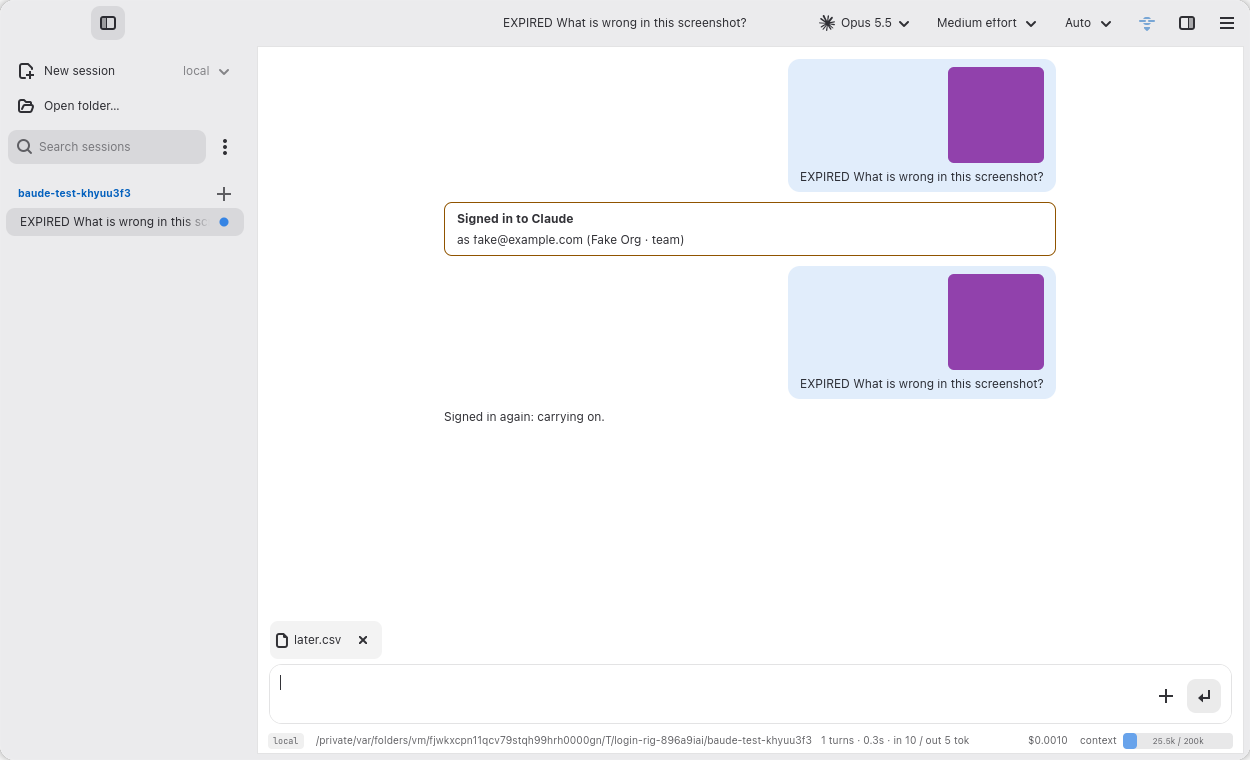 EXPIRED What is wrong in this screenshot?
Opus 5.5
Medium effort
Auto
New session
local
Open folder...
Search sessions
baude-test-khyuu3f3
EXPIRED What is wrong in this sc
EXPIRED What is wrong in this screenshot?
Signed in to Claude
as fake@example.com (Fake Org · team)
EXPIRED What is wrong in this screenshot?
Signed in again: carrying on.
later.csv
local
/private/var/folders/vm/fjwkxcpn11qcv79stqh99hrh0000gn/T/login-rig-896a9iai/baude-test-khyuu3f3
1 turns · 0.3s · in 10 / out 5 tok
$0.0010
context
25.5k / 200k